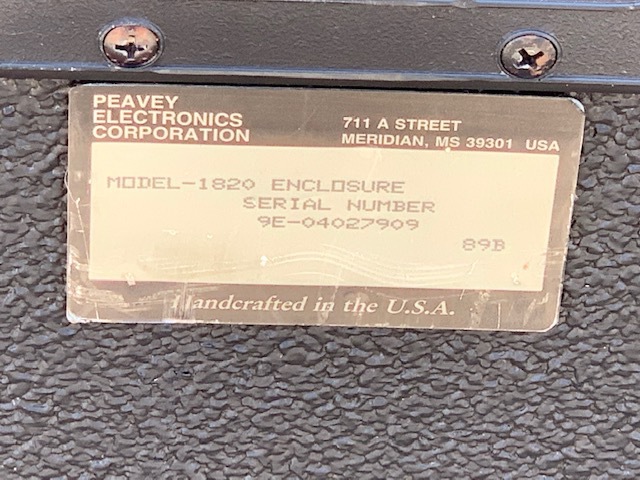 PEAVEY
ELECTRONICS
CORPORATION
711 A STREET
MERIDIAN, MS 39301 USA
MODEL-1820 ENCLOSURE
SERIAL NUMBER
9E-04027909
89B
Handcrafted in the U.S.A.